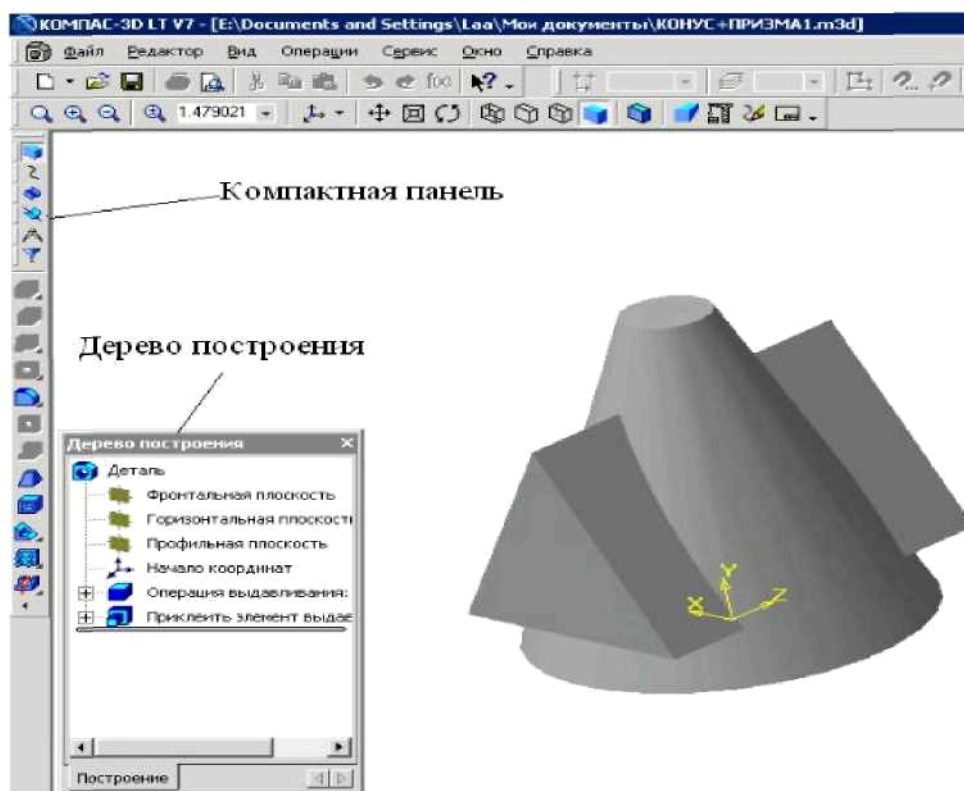 КОМПАС-3D LT V7 - [E:\Documents and Settings\Laa\Мои документы\КОНУС+ПРИЗМА1.m3d]
Файл Редактор Вид Операции Сервис Окно Справка
f(x)
1.479021
Компактная панель
Дерево построения
Дерево построения
Деталь
Фронтальная плоскость
Горизонтальная плоскост
Профильная плоскость
Начало координат
Операция выдавливания:
Приклеить элемент выдав
Построение
X Y Z